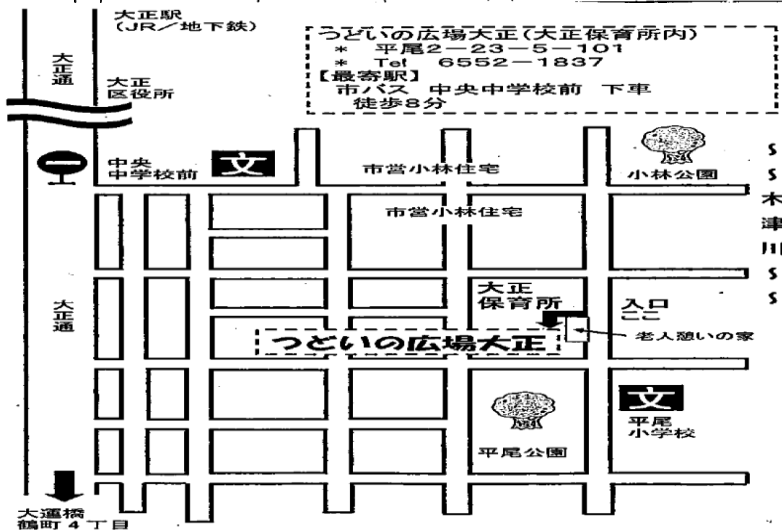 大正駅
(JR/地下鉄)
大正通
大正
区役所
つどいの広場大正(大正保育所内)
* 平尾2-23-5-101
* Tel 6552-1837
【最寄駅】
市バス 中央中学校前 下車
徒歩8分
中央
中学校前
文
市営小林住宅
小林公園
市営小林住宅
木津川
大正通
大正
保育所
入口
ここ
老人憩いの家
つどいの広場大正
文
平尾
小学校
平尾公園
大運橋
鶴町4丁目